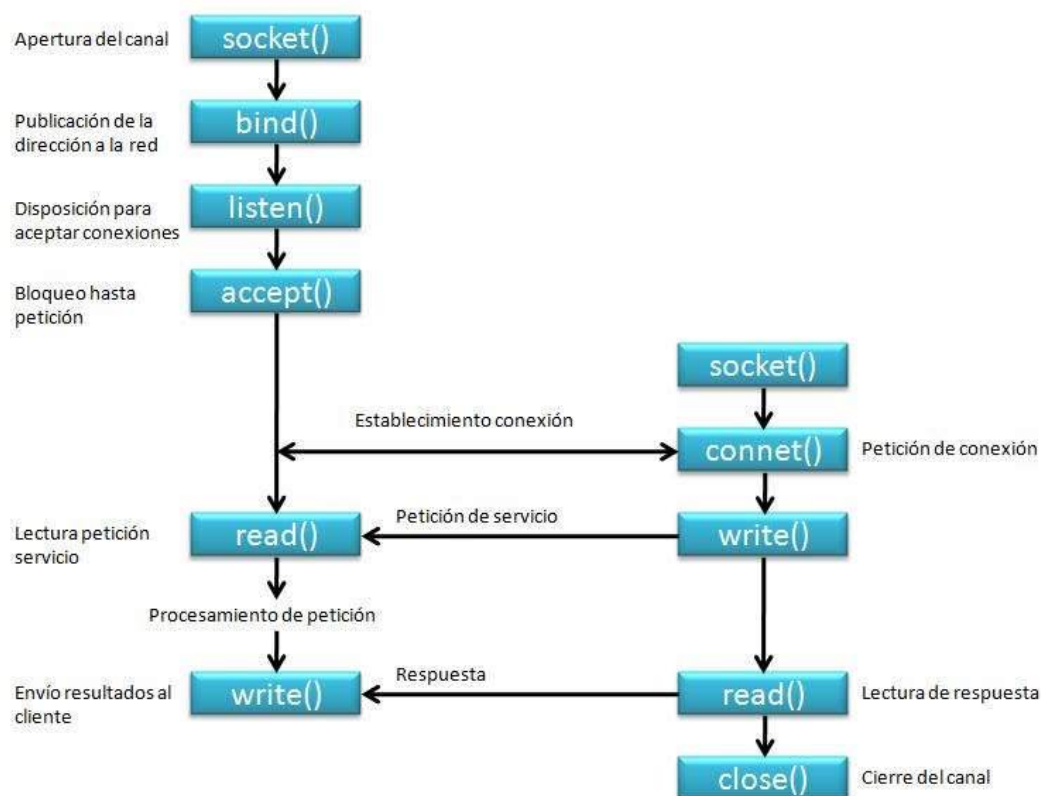 Apertura del canal
socket()
Publicación de la
dirección a la red
bind()
Disposición para
aceptar conexiones
listen()
Bloqueo hasta
petición
accept()
socket()
Establecimiento conexión
connet()
Petición de conexión
Lectura petición
servicio
read()
Petición de servicio
write()
Procesamiento de petición
Envío resultados al
cliente
write()
Respuesta
read()
Lectura de respuesta
close()
Cierre del canal